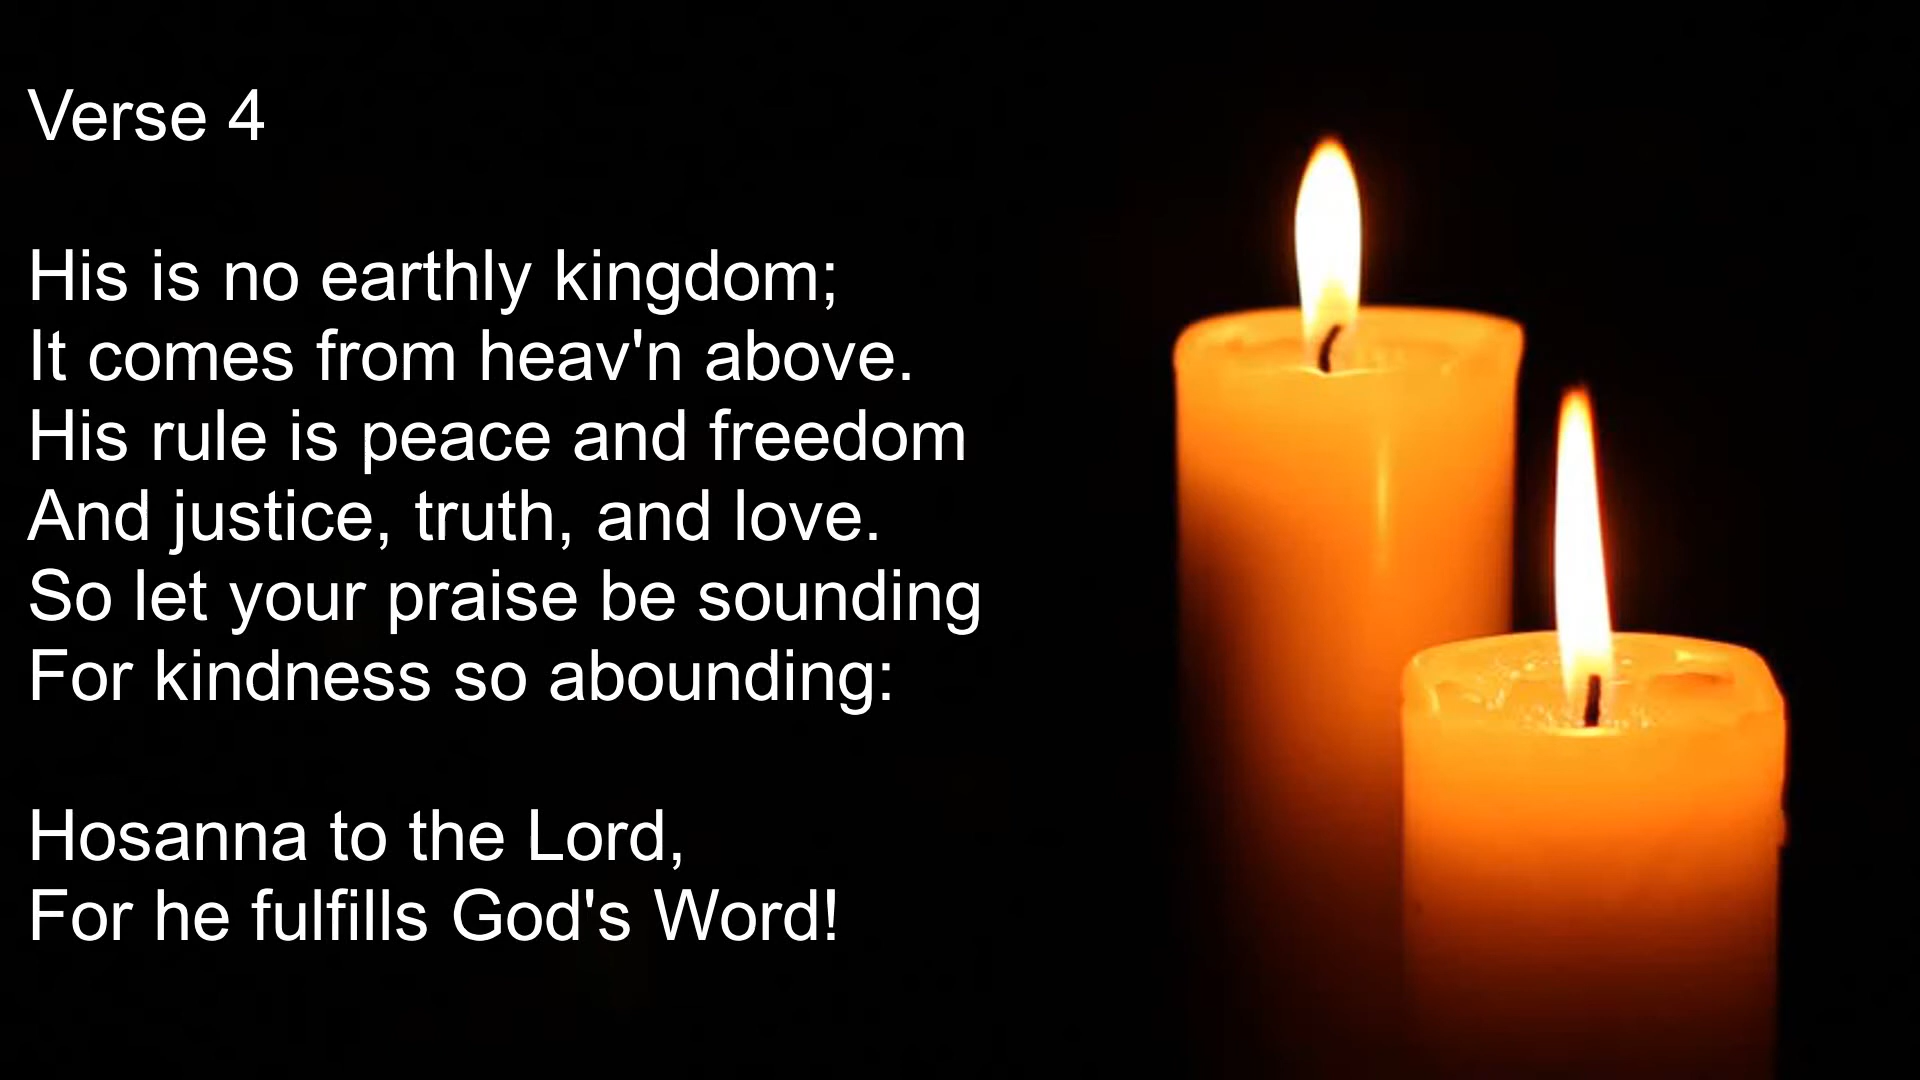 Verse 4
His is no earthly kingdom;
It comes from heav'n above.
His rule is peace and freedom
And justice, truth, and love.
So let your praise be sounding
For kindness so abounding:
Hosanna to the Lord,
For he fulfills God's Word!